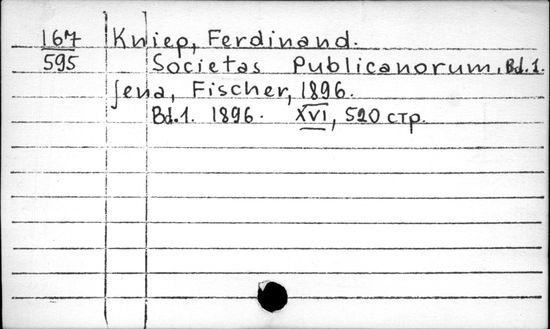 167 Kniep, Ferdinand.
595 Societas Publicanorum, Bd. 1.
Jena, Fischer, 1896.
Bd. 1. 1896. XVI, 520 стр.